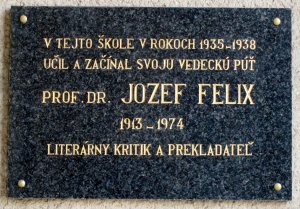 V TEJTO ŠKOLE V ROKOCH 1935-1938
UČIL A ZAČÍNAL SVOJU VEDECKÚ PÚŤ
PROF. DR. JOZEF FELIX
1913-1974
LITERÁRNY KRITIK A PREKLADATEĽ